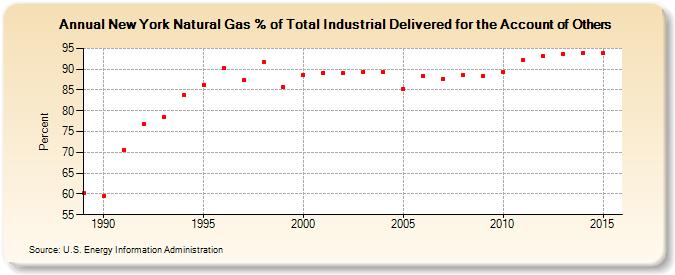 Annual New York Natural Gas % of Total Industrial Delivered for the Account of Others
Percent
95
90
85
80
75
70
65
60
55
1990 1995 2000 2005 2010 2015
Source: U.S. Energy Information Administration